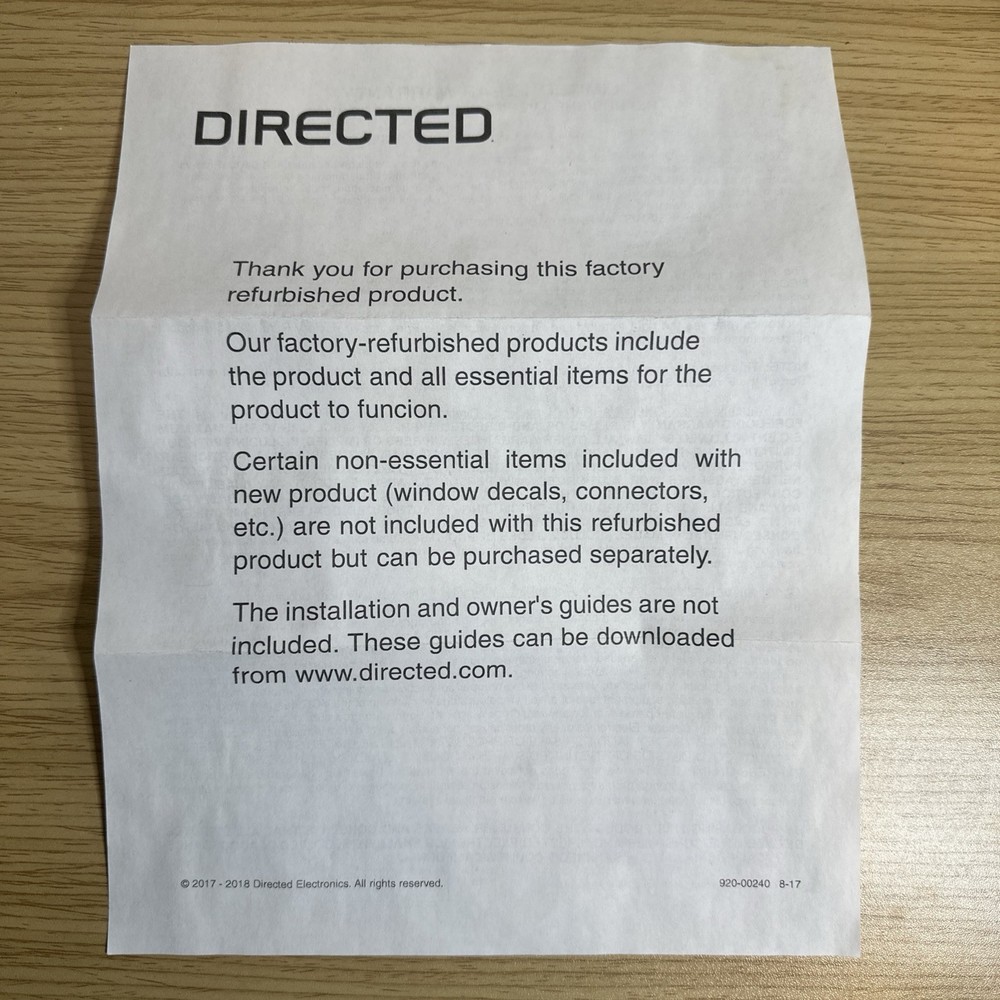 DIRECTED
Thank you for purchasing this factory
refurbished product.
Our factory-refurbished products include
the product and all essential items for the
product to funcion.
Certain non-essential items included with
new product (window decals, connectors,
etc.) are not included with this refurbished
product but can be purchased separately.
The installation and owner's guides are not
included. These guides can be downloaded
from www.directed.com.
© 2017 - 2018 Directed Electronics. All rights reserved.
920-00240 8-17